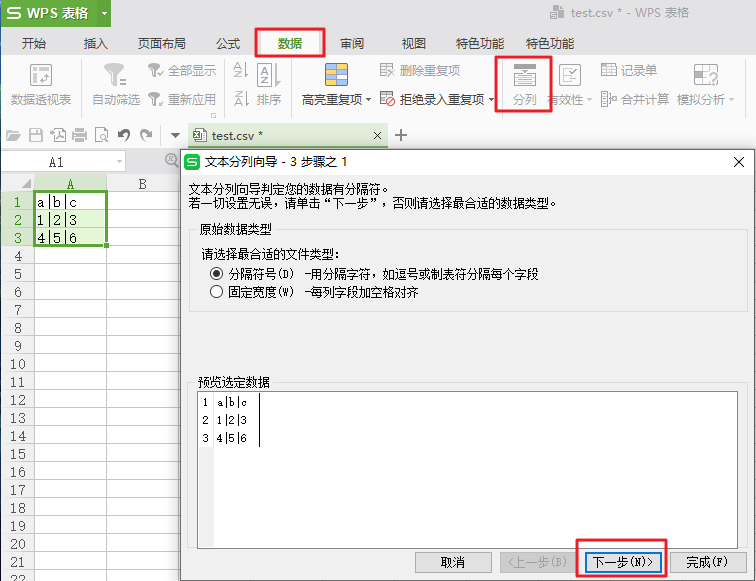 S WPS 表格
test.csv * - WPS 表格
开始 插入 页面布局 公式 数据 审阅 视图 特色功能 特色功能
数据透视表 自动筛选 全部显示 重新应用 排序 高亮重复项 删除重复项 拒绝录入重复项 分列 有效性 记录单 合并计算 模拟分析
test.csv * × +
A1
A B
1 a|b|c
2 1|2|3
3 4|5|6
4
5
6
7
8
9
10
11
12
13
14
15
16
17
18
19
20
21
22
S 文本分列向导 - 3 步骤之 1
文本分列向导判定您的数据有分隔符。
若一切设置无误，请单击“下一步”，否则请选择最合适的数据类型。
原始数据类型
请选择最合适的文件类型：
分隔符号(D) -用分隔字符，如逗号或制表符分隔每个字段
固定宽度(W) -每列字段加空格对齐
预览选定数据
1 a|b|c
2 1|2|3
3 4|5|6
取消 <上一步(B) 下一步(N)> 完成(F)